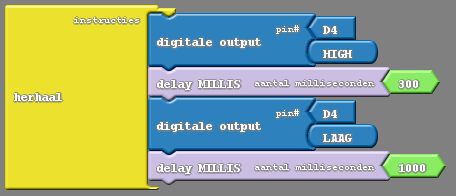 instructies
herhaal
digitale output pin# D4
HIGH
delay MILLIS aantal milliseconden 300
digitale output pin# D4
LAAG
delay MILLIS aantal milliseconden 1000